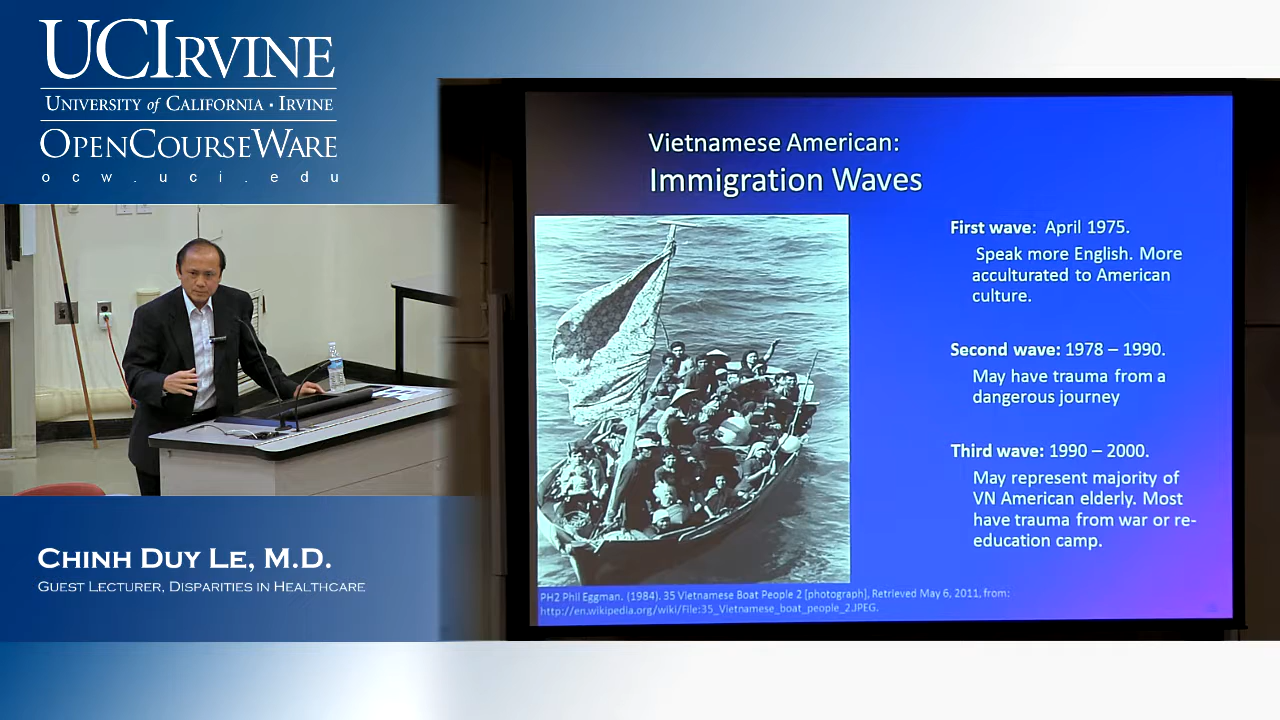 UCIRVINE
UNIVERSITY of CALIFORNIA · IRVINE
OPENCOURSEWARE
ocw.uci.edu
Vietnamese American:
Immigration Waves
First wave: April 1975.
Speak more English. More
acculturated to American
culture.
Second wave: 1978 – 1990.
May have trauma from a
dangerous journey
Third wave: 1990 – 2000.
May represent majority of
VN American elderly. Most
have trauma from war or re-
education camp.
PH2 Phil Eggman. (1984). 35 Vietnamese Boat People 2 [photograph], Retrieved May 6, 2011, from:
http://en.wikipedia.org/wiki/File:35_Vietnamese_boat_people_2.JPEG.
CHINH DUY LE, M.D.
GUEST LECTURER, DISPARITIES IN HEALTHCARE